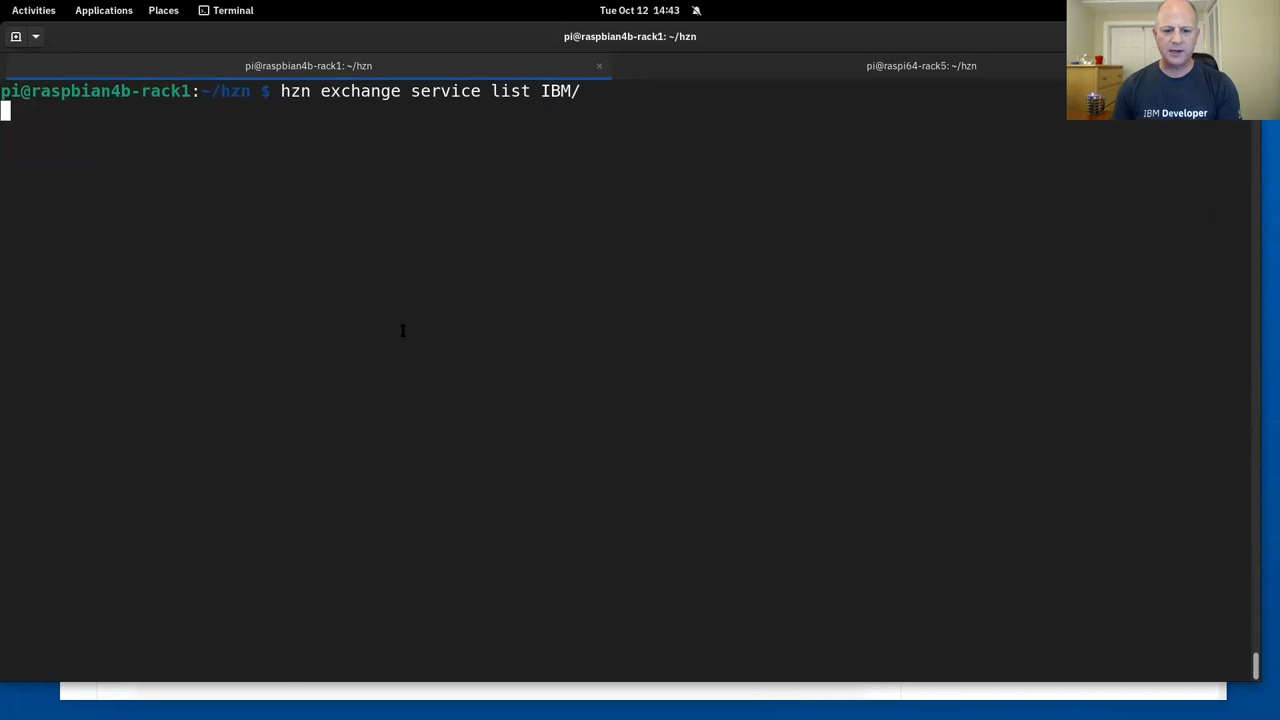 Activities Applications Places Terminal Tue Oct 12 14:43
pi@raspbian4b-rack1: ~/hzn
pi@raspbian4b-rack1: ~/hzn × pi@raspi64-rack5: ~/hzn
pi@raspbian4b-rack1:~/hzn $ hzn exchange service list IBM/
IBM Developer